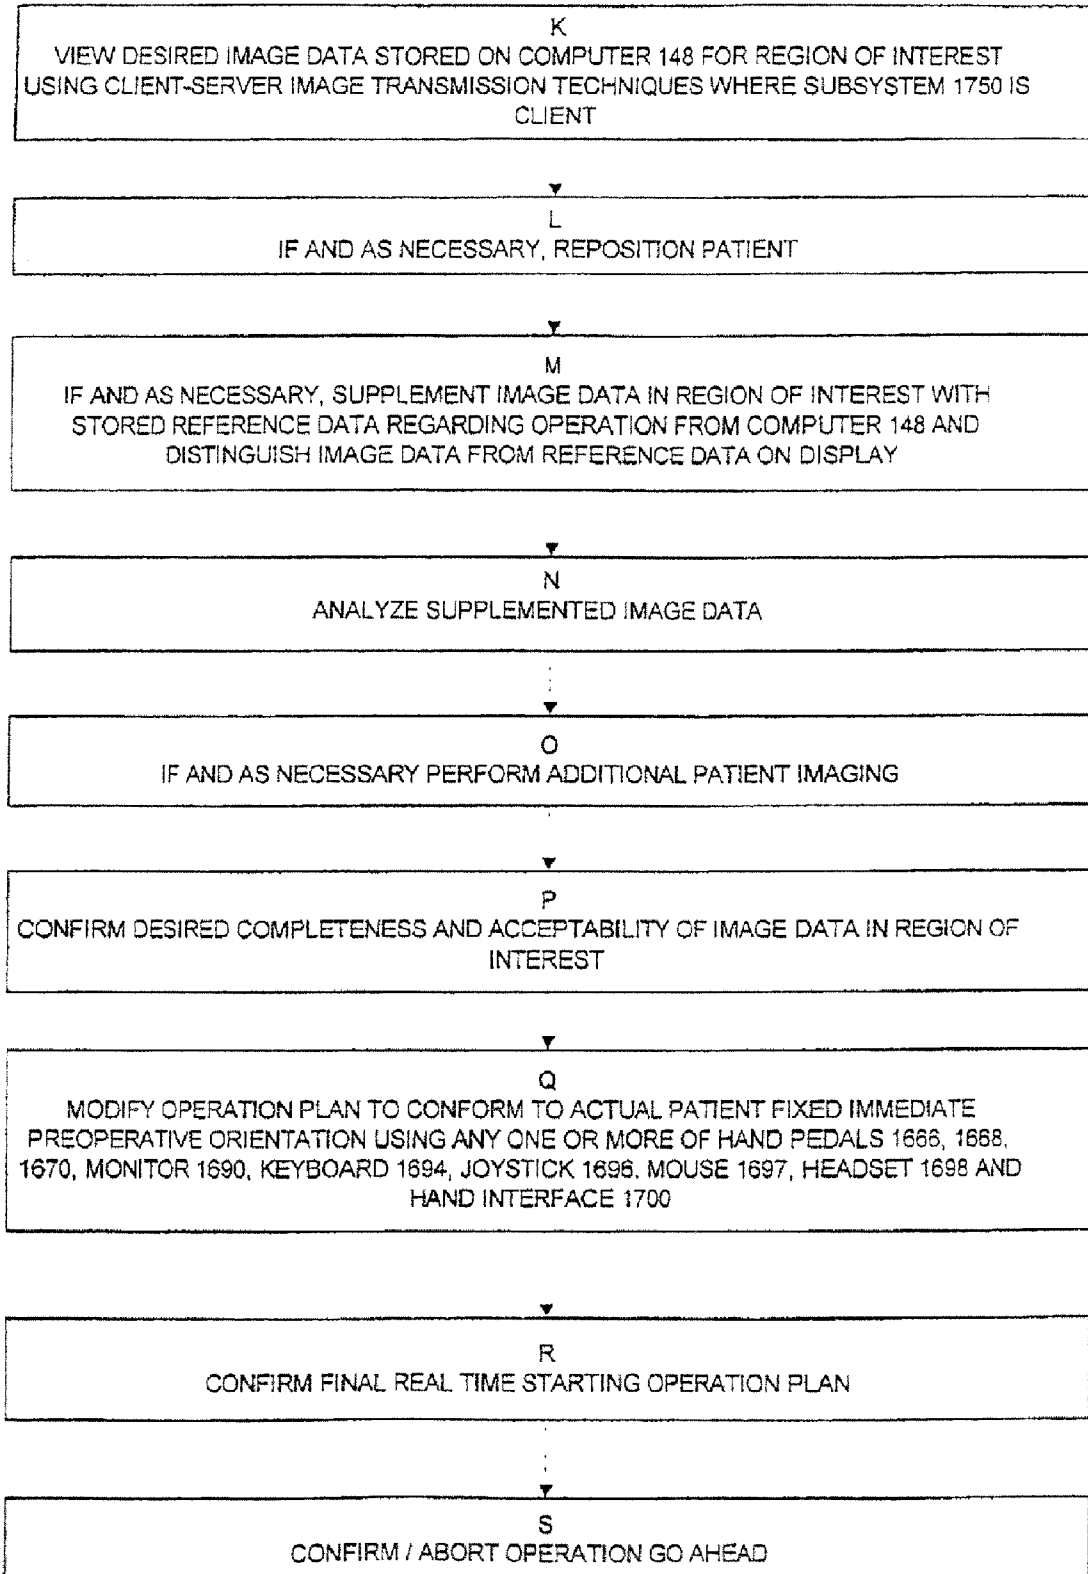 K
VIEW DESIRED IMAGE DATA STORED ON COMPUTER 148 FOR REGION OF INTEREST
USING CLIENT-SERVER IMAGE TRANSMISSION TECHNIQUES WHERE SUBSYSTEM 1750 IS
CLIENT
L
IF AND AS NECESSARY, REPOSITION PATIENT
M
IF AND AS NECESSARY, SUPPLEMENT IMAGE DATA IN REGION OF INTEREST WITH
STORED REFERENCE DATA REGARDING OPERATION FROM COMPUTER 148 AND
DISTINGUISH IMAGE DATA FROM REFERENCE DATA ON DISPLAY
N
ANALYZE SUPPLEMENTED IMAGE DATA
O
IF AND AS NECESSARY PERFORM ADDITIONAL PATIENT IMAGING
P
CONFIRM DESIRED COMPLETENESS AND ACCEPTABILITY OF IMAGE DATA IN REGION OF
INTEREST
Q
MODIFY OPERATION PLAN TO CONFORM TO ACTUAL PATIENT FIXED IMMEDIATE
PREOPERATIVE ORIENTATION USING ANY ONE OR MORE OF HAND PEDALS 1666, 1668,
1670, MONITOR 1690, KEYBOARD 1694, JOYSTICK 1696, MOUSE 1697, HEADSET 1698 AND
HAND INTERFACE 1700
R
CONFIRM FINAL REAL TIME STARTING OPERATION PLAN
S
CONFIRM / ABORT OPERATION GO AHEAD